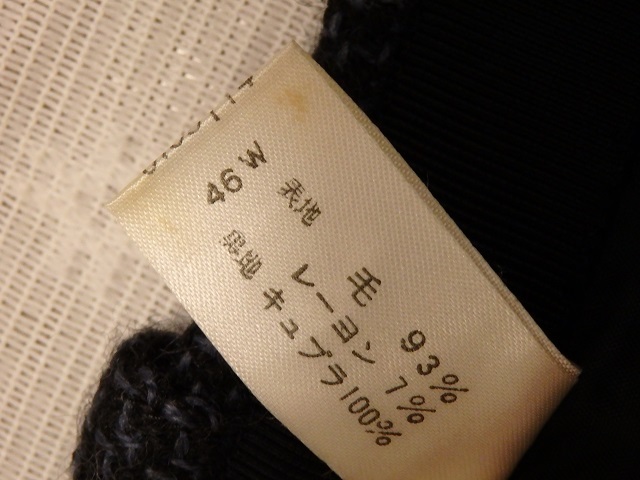 46 W
表地 毛 93%
レーヨン 7%
裏地 キュプラ100%